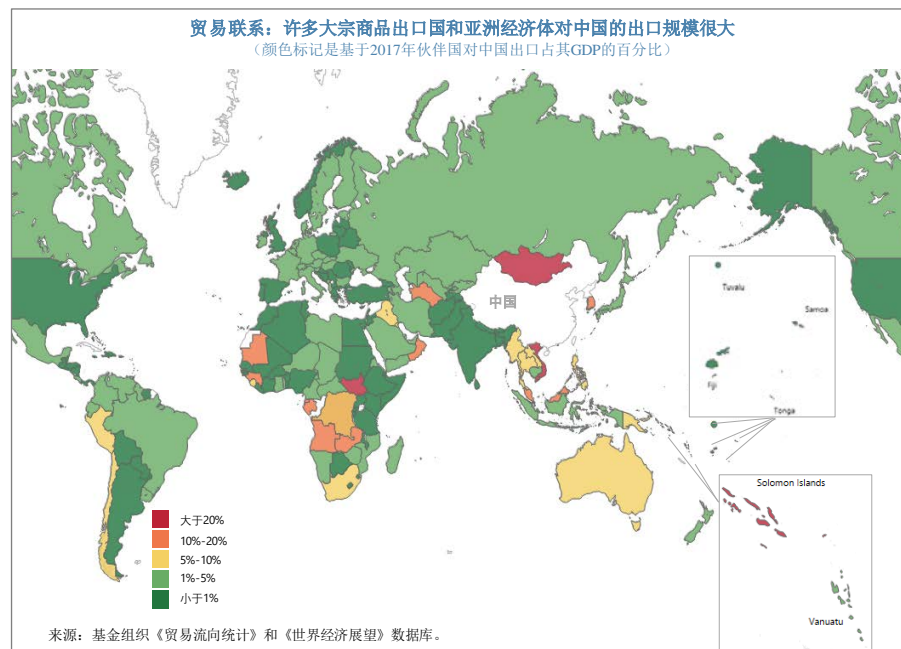 贸易联系：许多大宗商品出口国和亚洲经济体对中国的出口规模很大
（颜色标记是基于2017年伙伴国对中国出口占其GDP的百分比）
中国
Tuvalu
Samoa
Fiji
Tonga
Solomon Islands
Vanuatu
大于20%
10%-20%
5%-10%
1%-5%
小于1%
来源：基金组织《贸易流向统计》和《世界经济展望》数据库。